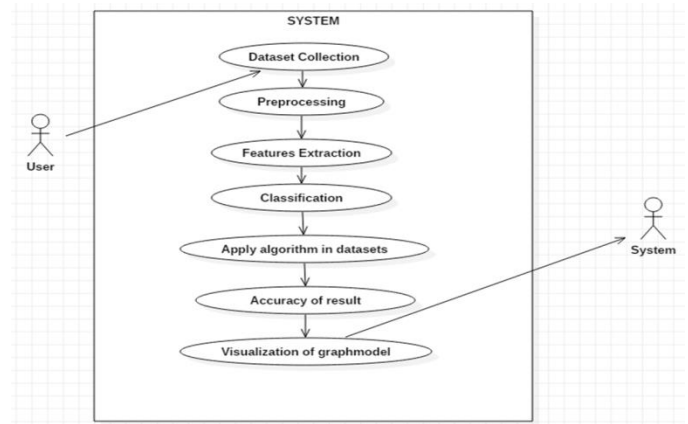 SYSTEM
Dataset Collection
Preprocessing
User
Features Extraction
Classification
System
Apply algorithm in datasets
Accuracy of result
Visualization of graphmodel